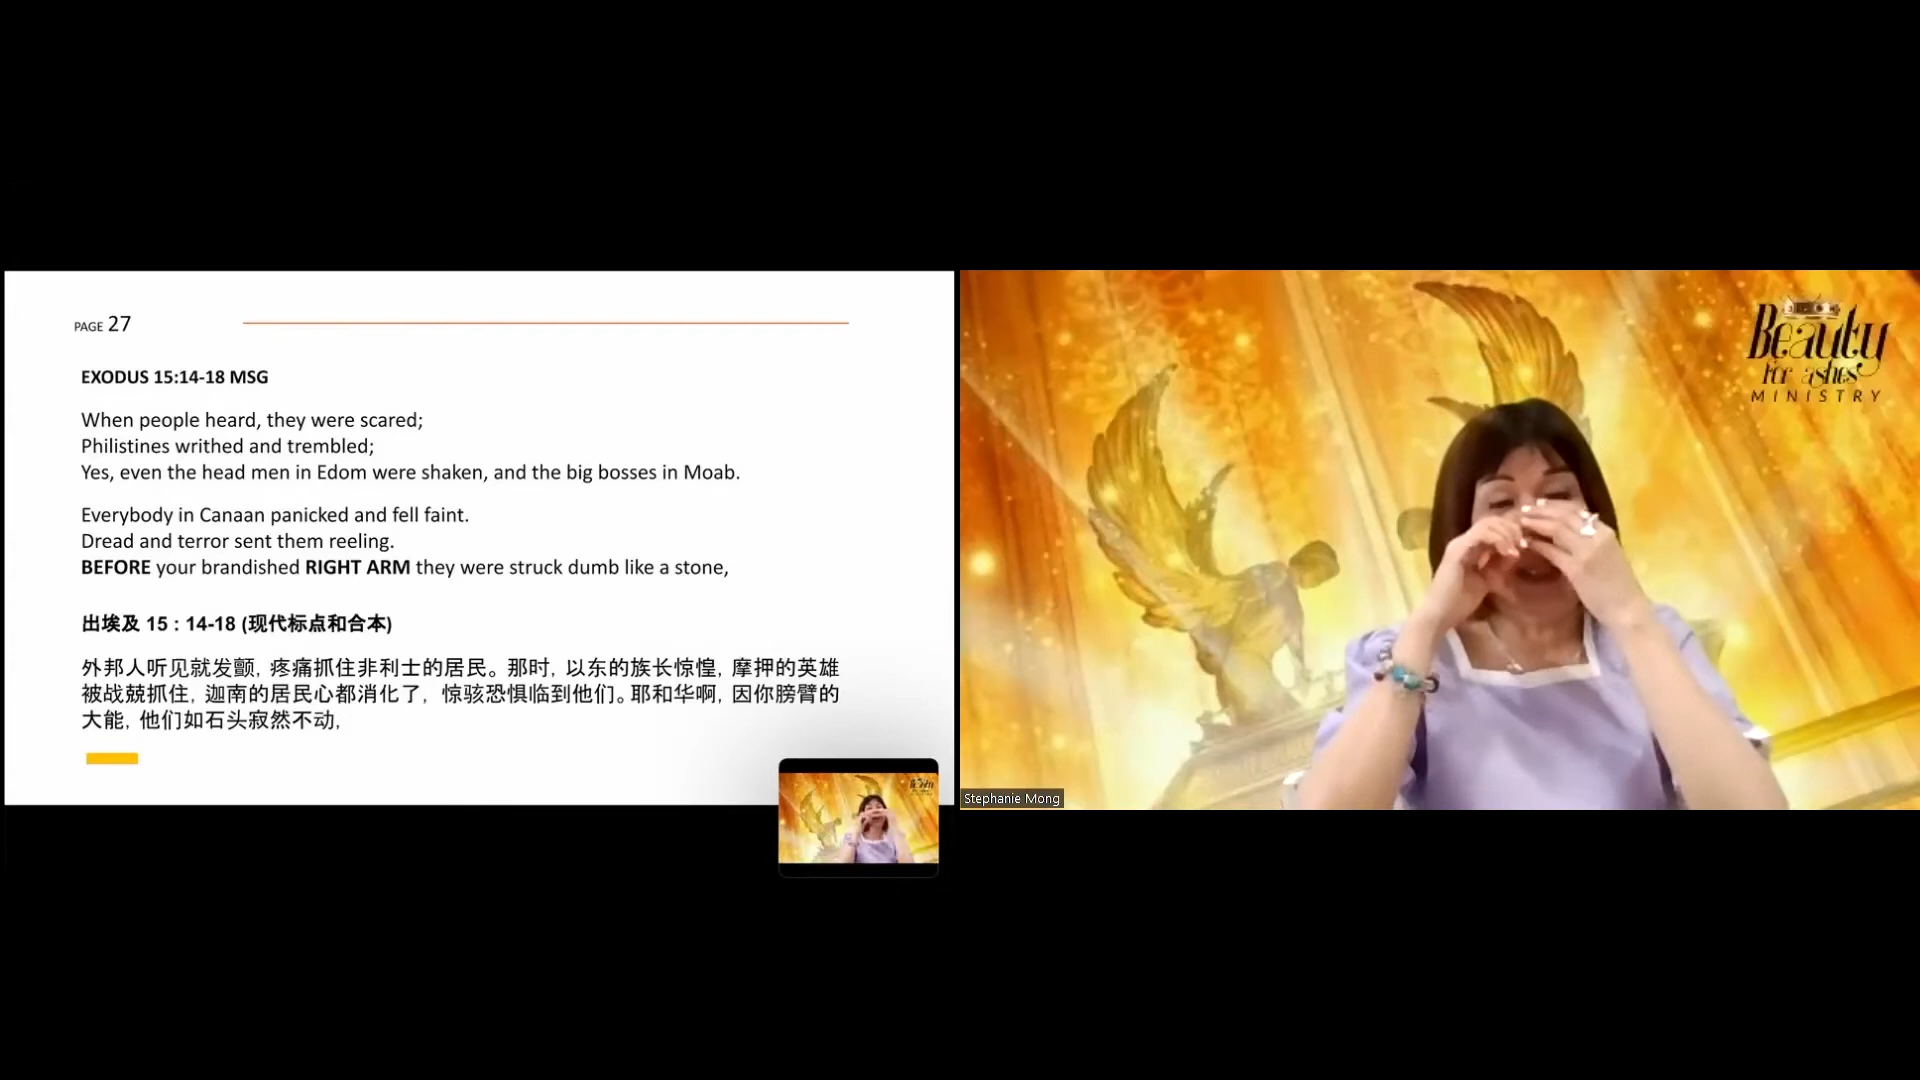 PAGE 27
EXODUS 15:14-18 MSG
When people heard, they were scared;
Philistines writhed and trembled;
Yes, even the head men in Edom were shaken, and the big bosses in Moab.
Everybody in Canaan panicked and fell faint.
Dread and terror sent them reeling.
BEFORE your brandished RIGHT ARM they were struck dumb like a stone,
出埃及 15 : 14-18 (现代标点和合本)
外邦人听见就发颤, 疼痛抓住非利士的居民。那时, 以东的族长惊惶, 摩押的英雄
被战兢抓住, 迦南的居民心都消化了, 惊骇恐惧临到他们。耶和华啊, 因你膀臂的
大能, 他们如石头寂然不动,
Beauty
For ashes
MINISTRY
Stephanie Mong